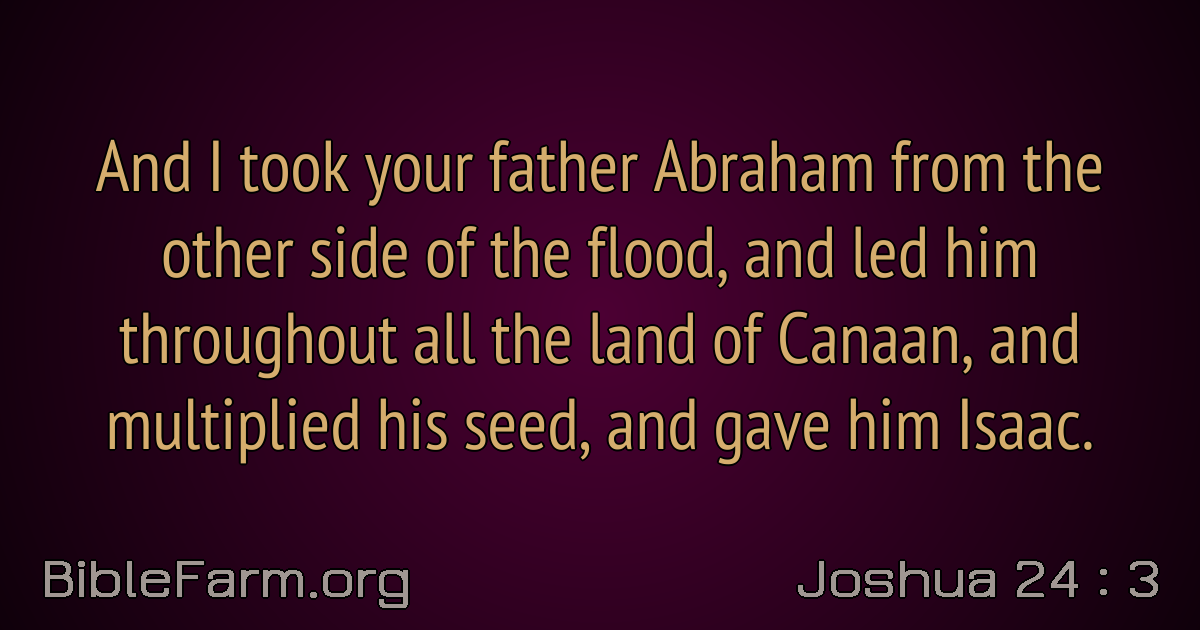 And I took your father Abraham from the
other side of the flood, and led him
throughout all the land of Canaan, and
multiplied his seed, and gave him Isaac.
BibleFarm.org
Joshua 24 : 3